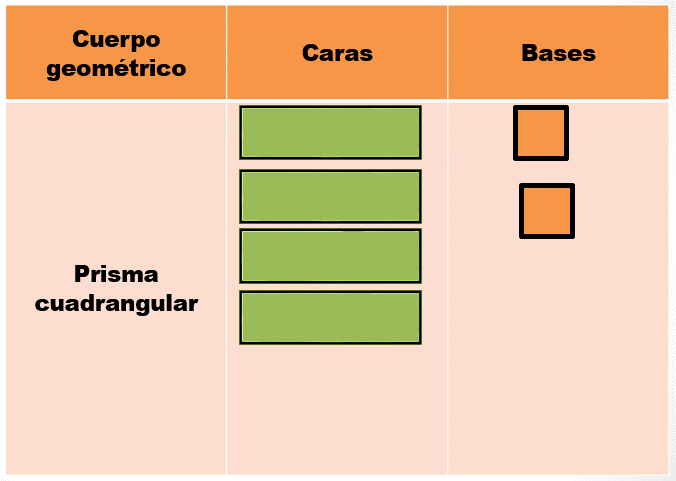 Cuerpo
geométrico
Caras
Bases
Prisma
cuadrangular